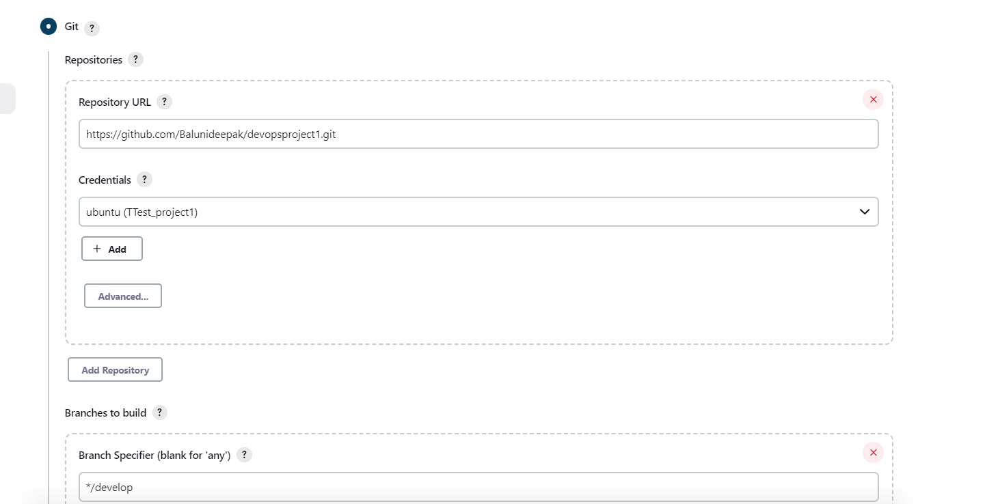 Git ?
Repositories ?
Repository URL ?
https://github.com/Balunideepak/devopsproject1.git
Credentials ?
ubuntu (TTest_project1)
+ Add
Advanced...
Add Repository
Branches to build ?
Branch Specifier (blank for 'any') ?
*/develop